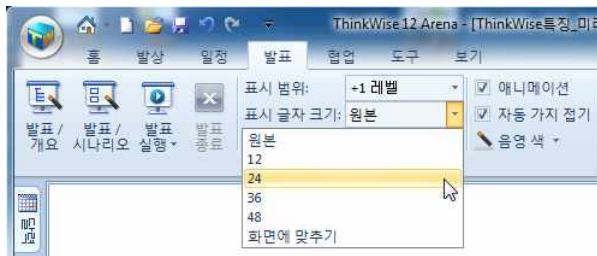 ThinkWise 12 Arena - [ThinkWise특징_미리
홈 발상 일정 발표 협업 도구 보기
발표 / 개요
발표 / 시나리오
발표 실행
발표 종료
표시 범위: +1 레벨
표시 글자 크기: 원본
원본
12
24
36
48
화면에 맞추기
애니메이션
자동 가지 접기
음영 색